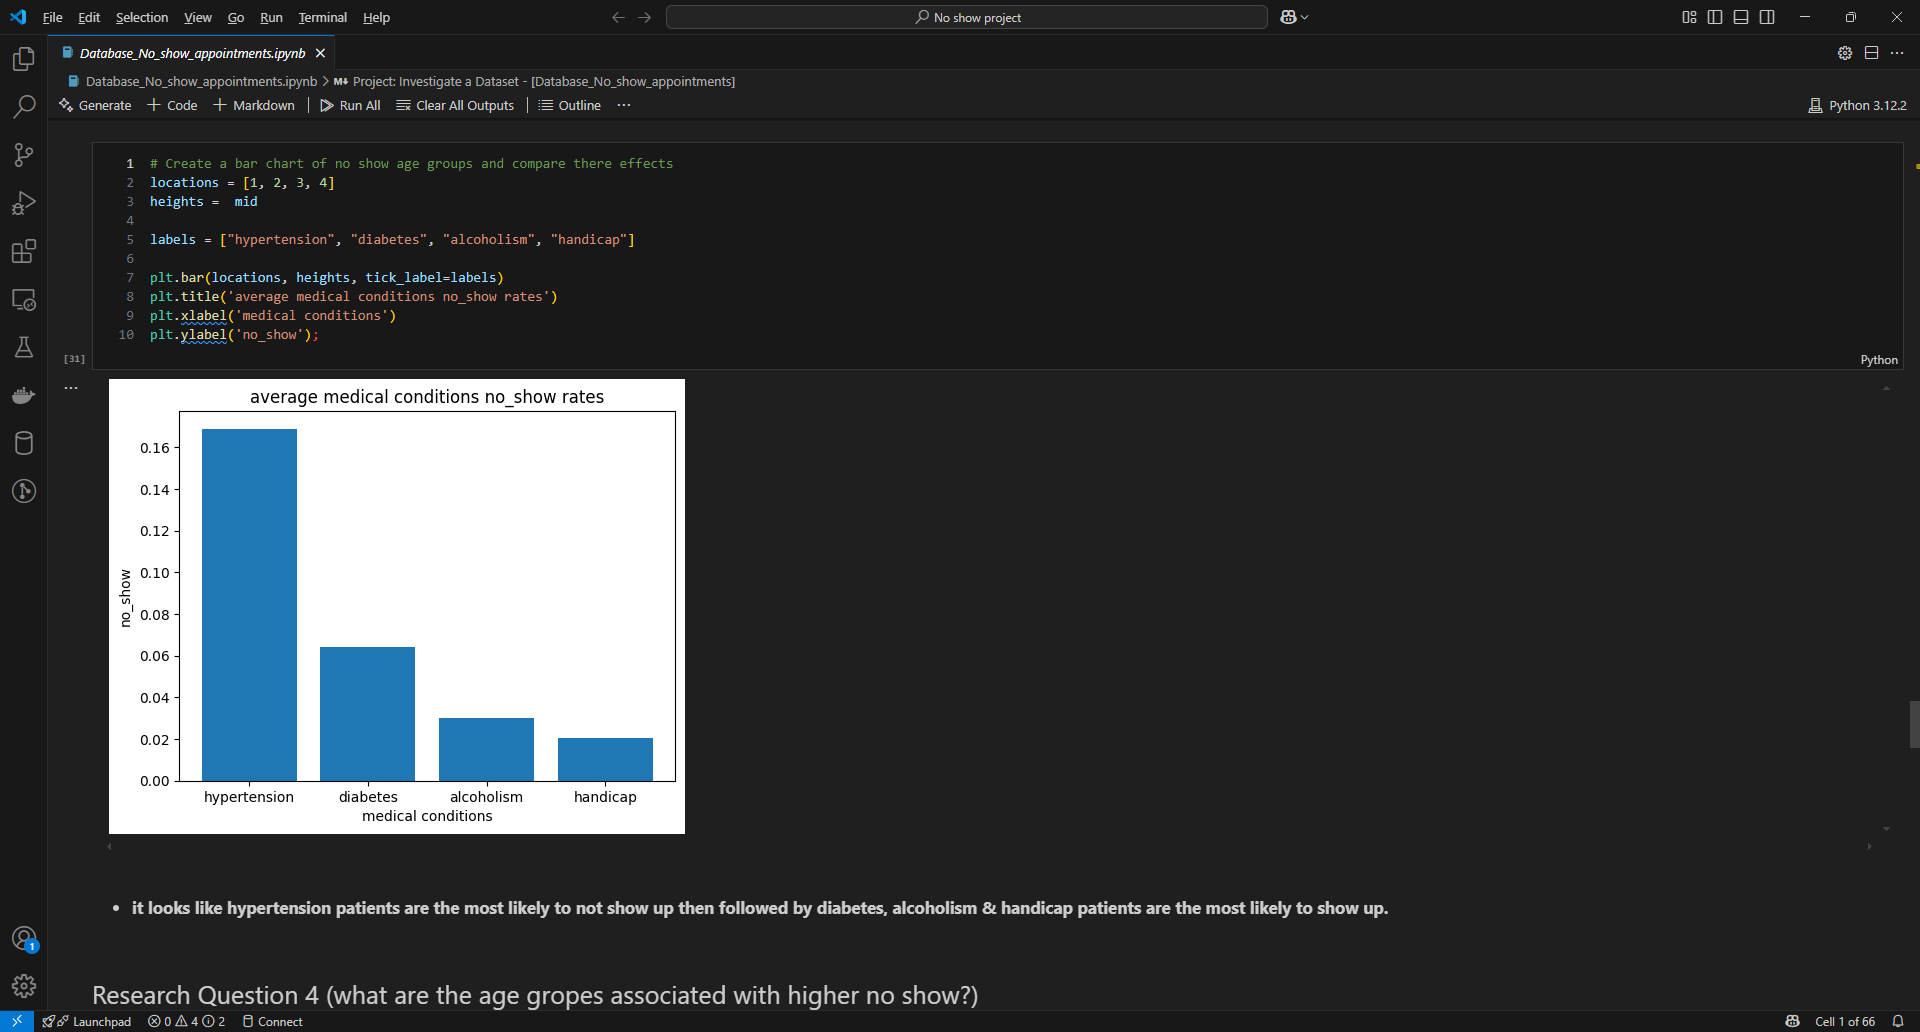 File Edit Selection View Go Run Terminal Help
No show project
Database_No_show_appointments.ipynb
Database_No_show_appointments.ipynb > M↓ Project: Investigate a Dataset - [Database_No_show_appointments]
Generate + Code + Markdown Run All Clear All Outputs Outline ...
Python 3.12.2
1 # Create a bar chart of no show age groups and compare there effects
2 locations = [1, 2, 3, 4]
3 heights =  mid
4
5 labels = ["hypertension", "diabetes", "alcoholism", "handicap"]
6
7 plt.bar(locations, heights, tick_label=labels)
8 plt.title('average medical conditions no_show rates')
9 plt.xlabel('medical conditions')
10 plt.ylabel('no_show');
[31]
Python
...
average medical conditions no_show rates
0.16
0.14
0.12
0.10
0.08
0.06
0.04
0.02
0.00
no_show
hypertension diabetes alcoholism handicap
medical conditions
• it looks like hypertension patients are the most likely to not show up then followed by diabetes, alcoholism & handicap patients are the most likely to show up.
Research Question 4 (what are the age gropes associated with higher no show?)
1
Launchpad 0 4 2 Connect
Cell 1 of 66